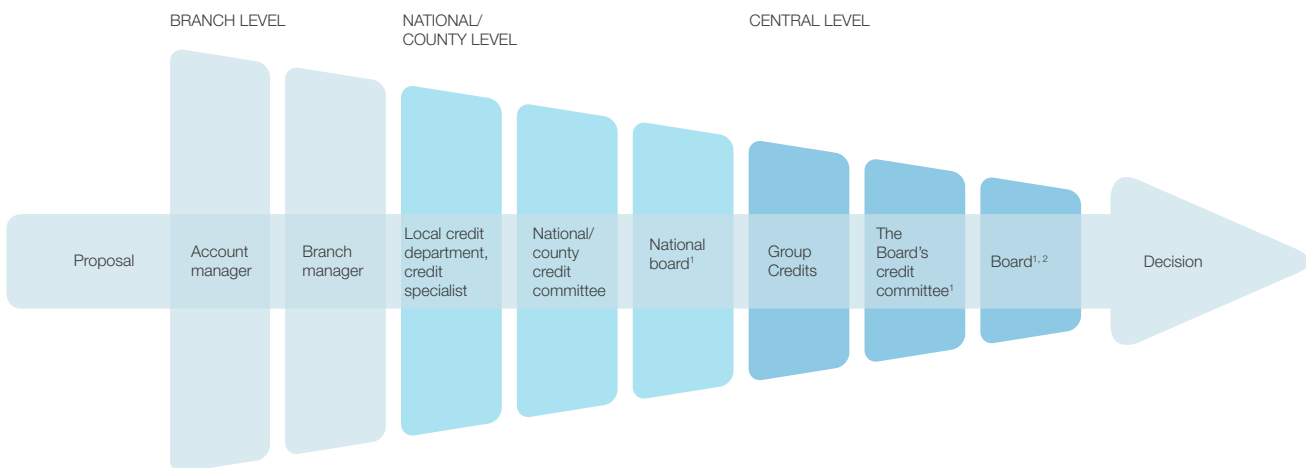 BRANCH LEVEL
NATIONAL/
COUNTY LEVEL
CENTRAL LEVEL
Proposal
Account
manager
Branch
manager
Local credit
department,
credit
specialist
National/
county
credit
committee
National
board¹
Group
Credits
The
Board’s
credit
committee¹
Board¹, ²
Decision